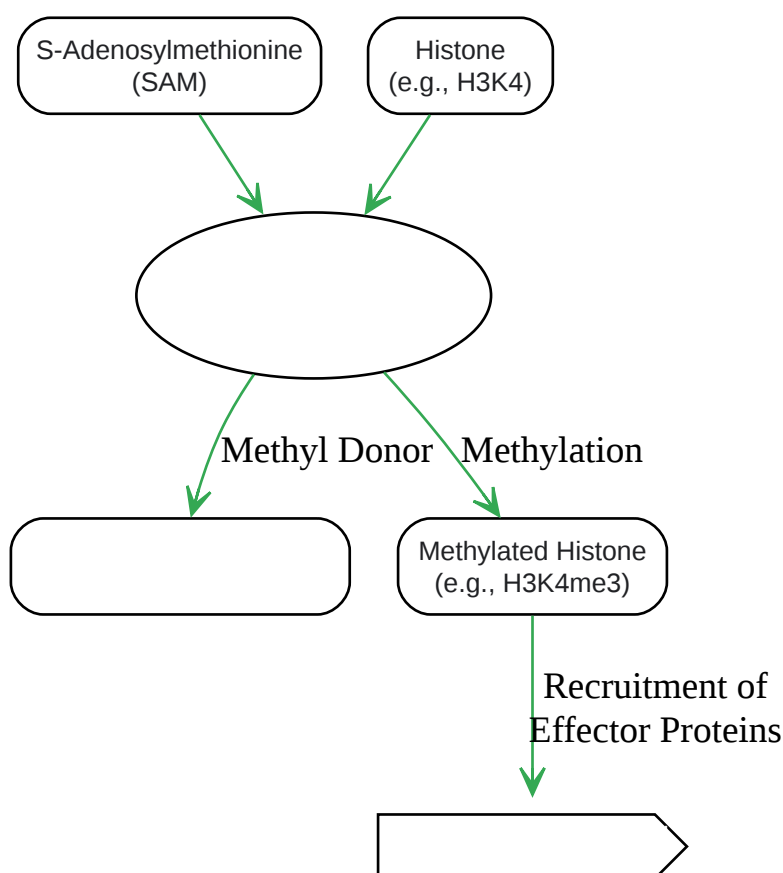 S-Adenosylmethionine
(SAM)
Histone
(e.g., H3K4)
Methyl Donor
Methylation
Methylated Histone
(e.g., H3K4me3)
Recruitment of
Effector Proteins